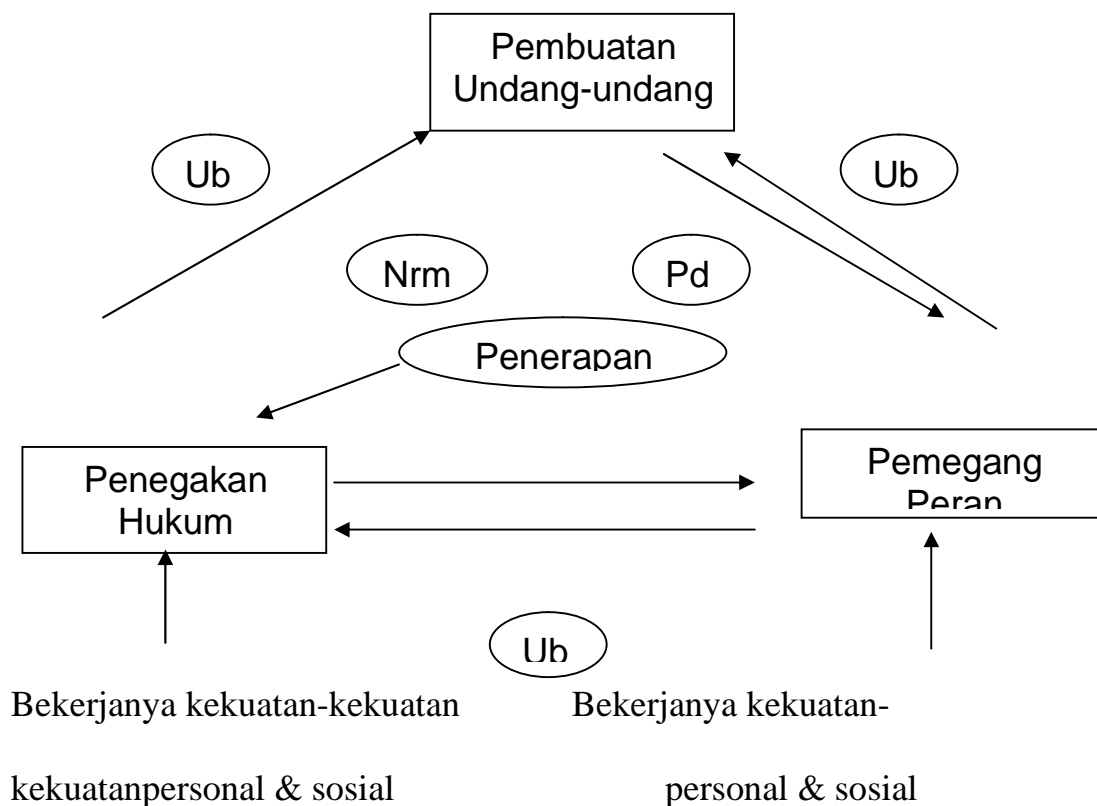 Pembuatan
Undang-undang
Ub
Ub
Nrm
Pd
Penerapan
Penegakan
Hukum
Pemegang
Peran
Ub
Bekerjanya kekuatan-kekuatan
Bekerjanya kekuatan-
kekuatanpersonal & sosial
personal & sosial